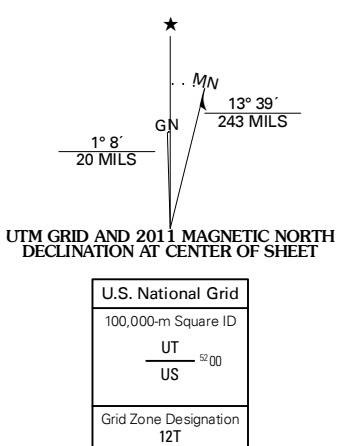 ★
MN
GN
13° 39´
243 MILS
1° 8´
20 MILS
UTM GRID AND 2011 MAGNETIC NORTH
DECLINATION AT CENTER OF SHEET
U.S. National Grid
100,000-m Square ID
UT
5200
US
Grid Zone Designation
12T